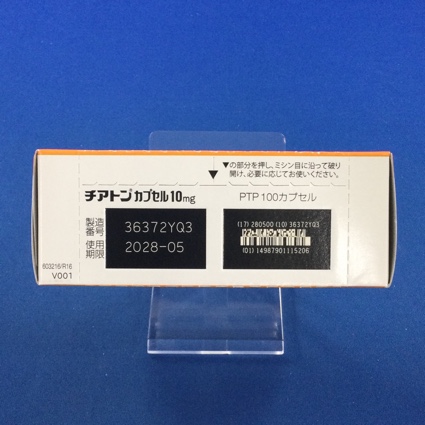 ▼の部分を押し、ミシン目に沿って破り
開け、必要に応じてお使いください。
チアトンカプセル10mg
PTP 100カプセル
製造番号 36372YQ3
使用期限 2028-05
(17) 280500 (10) 36372YQ3
(01) 14987901115206
603216/R16
V001